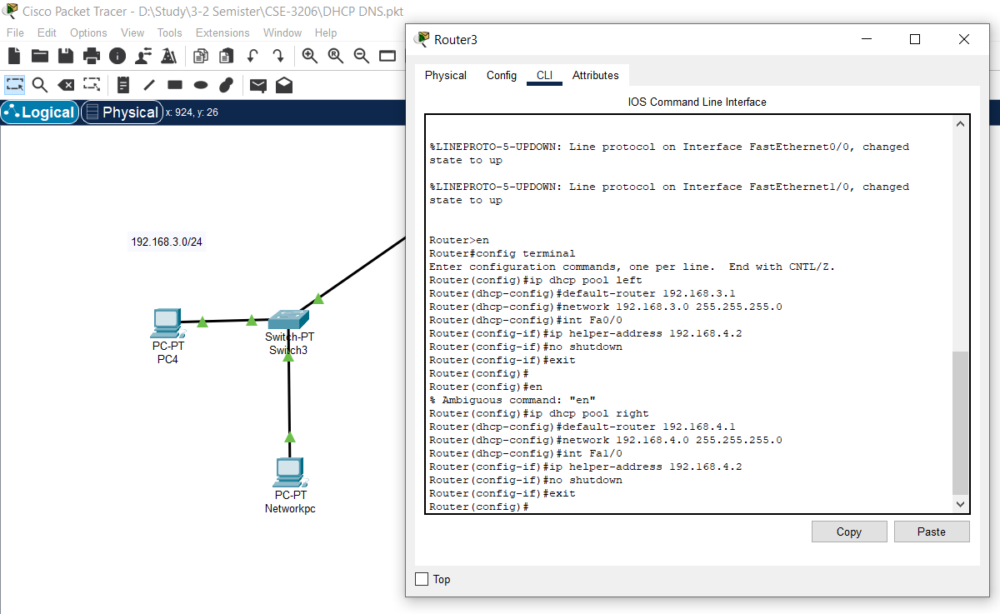 Cisco Packet Tracer - D:\Study\3-2 Semister\CSE-3206\DHCP DNS.pkt
File Edit Options View Tools Extensions Window Help
Logical Physical x: 924, y: 26
192.168.3.0/24
PC-PT
PC4
Switch-PT
Switch3
PC-PT
Networkpc
Router3
Physical Config CLI Attributes
IOS Command Line Interface
%LINEPROTO-5-UPDOWN: Line protocol on Interface FastEthernet0/0, changed
state to up
%LINEPROTO-5-UPDOWN: Line protocol on Interface FastEthernet1/0, changed
state to up
Router>en
Router#config terminal
Enter configuration commands, one per line.  End with CNTL/Z.
Router(config)#ip dhcp pool left
Router(dhcp-config)#default-router 192.168.3.1
Router(dhcp-config)#network 192.168.3.0 255.255.255.0
Router(dhcp-config)#int Fa0/0
Router(config-if)#ip helper-address 192.168.4.2
Router(config-if)#no shutdown
Router(config-if)#exit
Router(config)#
Router(config)#en
% Ambiguous command: "en"
Router(config)#ip dhcp pool right
Router(dhcp-config)#default-router 192.168.4.1
Router(dhcp-config)#network 192.168.4.0 255.255.255.0
Router(dhcp-config)#int Fa1/0
Router(config-if)#ip helper-address 192.168.4.2
Router(config-if)#no shutdown
Router(config-if)#exit
Router(config)#
Copy Paste
Top